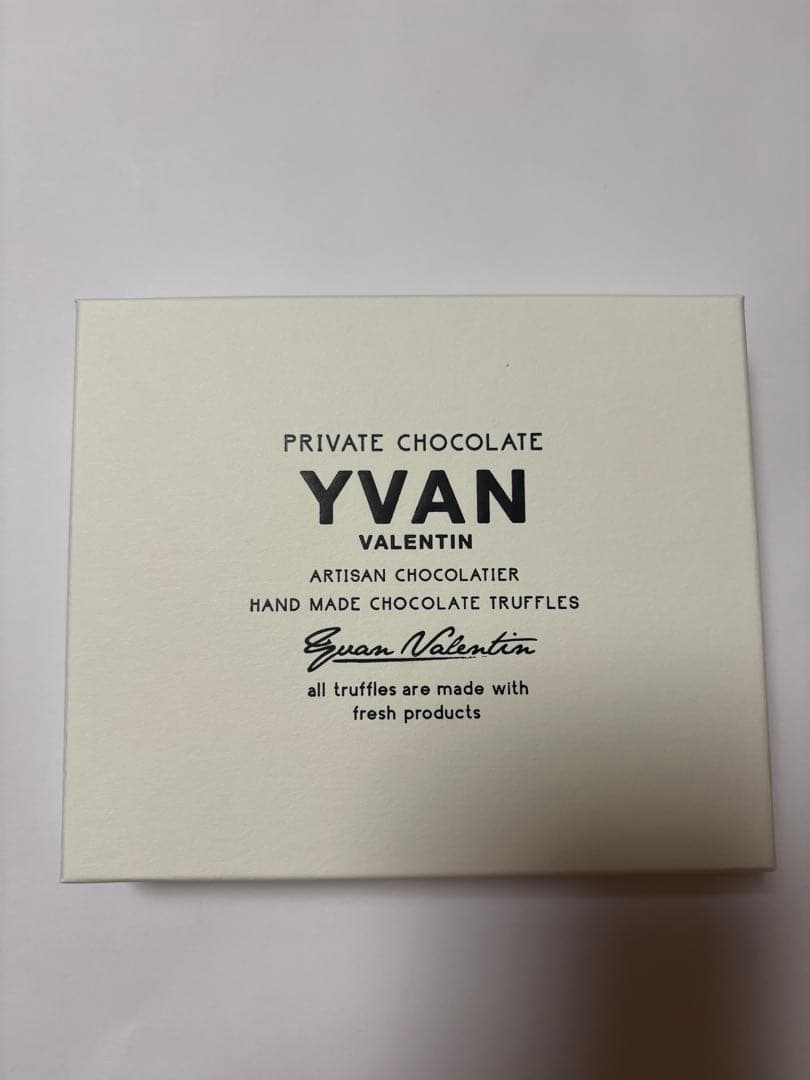 PRIVATE CHOCOLATE
YVAN
VALENTIN
ARTISAN CHOCOLATIER
HAND MADE CHOCOLATE TRUFFLES
Yvan Valentin
all truffles are made with
fresh products